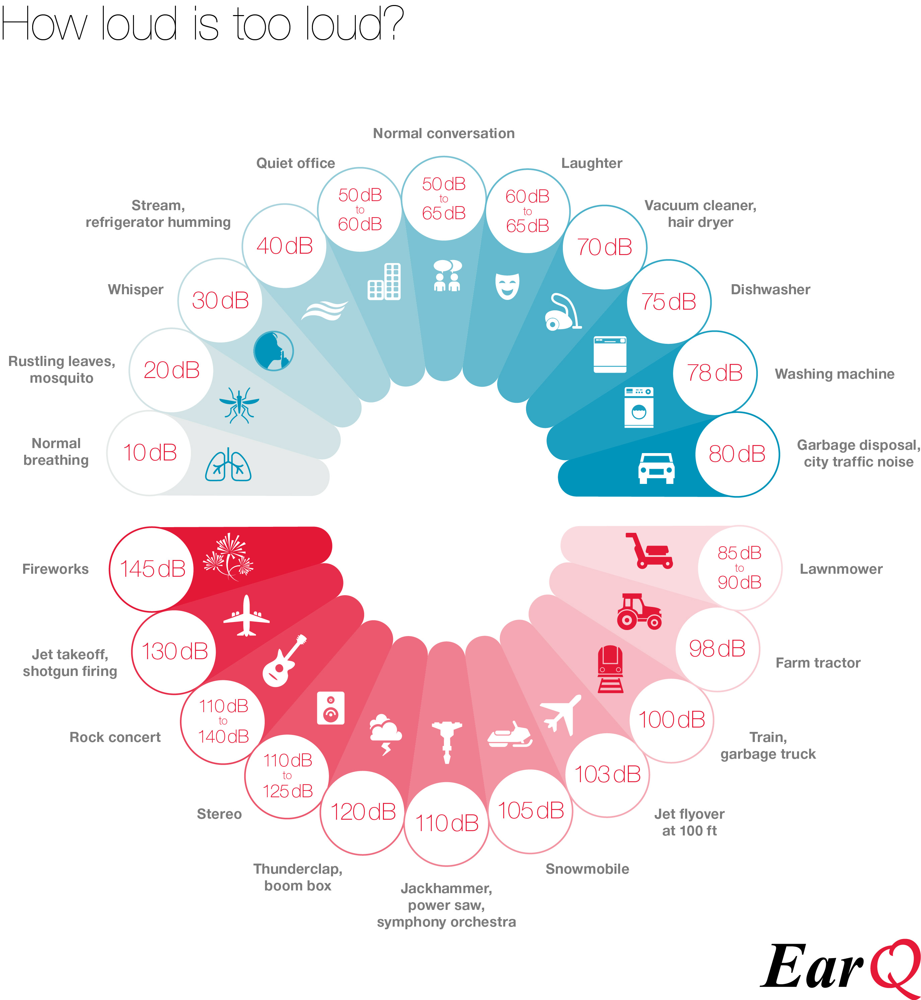 How loud is too loud?
Normal conversation
50 dB
to
65 dB
Quiet office
50 dB
to
60 dB
Laughter
60 dB
to
65 dB
Stream,
refrigerator humming
40 dB
Vacuum cleaner,
hair dryer
70 dB
Whisper
30 dB
Dishwasher
75 dB
Rustling leaves,
mosquito
20 dB
Washing machine
78 dB
Normal
breathing
10 dB
Garbage disposal,
city traffic noise
80 dB
Fireworks
145 dB
85 dB
to
90 dB
Lawnmower
Jet takeoff,
shotgun firing
130 dB
98 dB
Farm tractor
Rock concert
110 dB
to
140 dB
100 dB
Train,
garbage truck
Stereo
110 dB
to
125 dB
103 dB
Jet flyover
at 100 ft
120 dB
Thunderclap,
boom box
110 dB
Jackhammer,
power saw,
symphony orchestra
105 dB
Snowmobile
EarQ